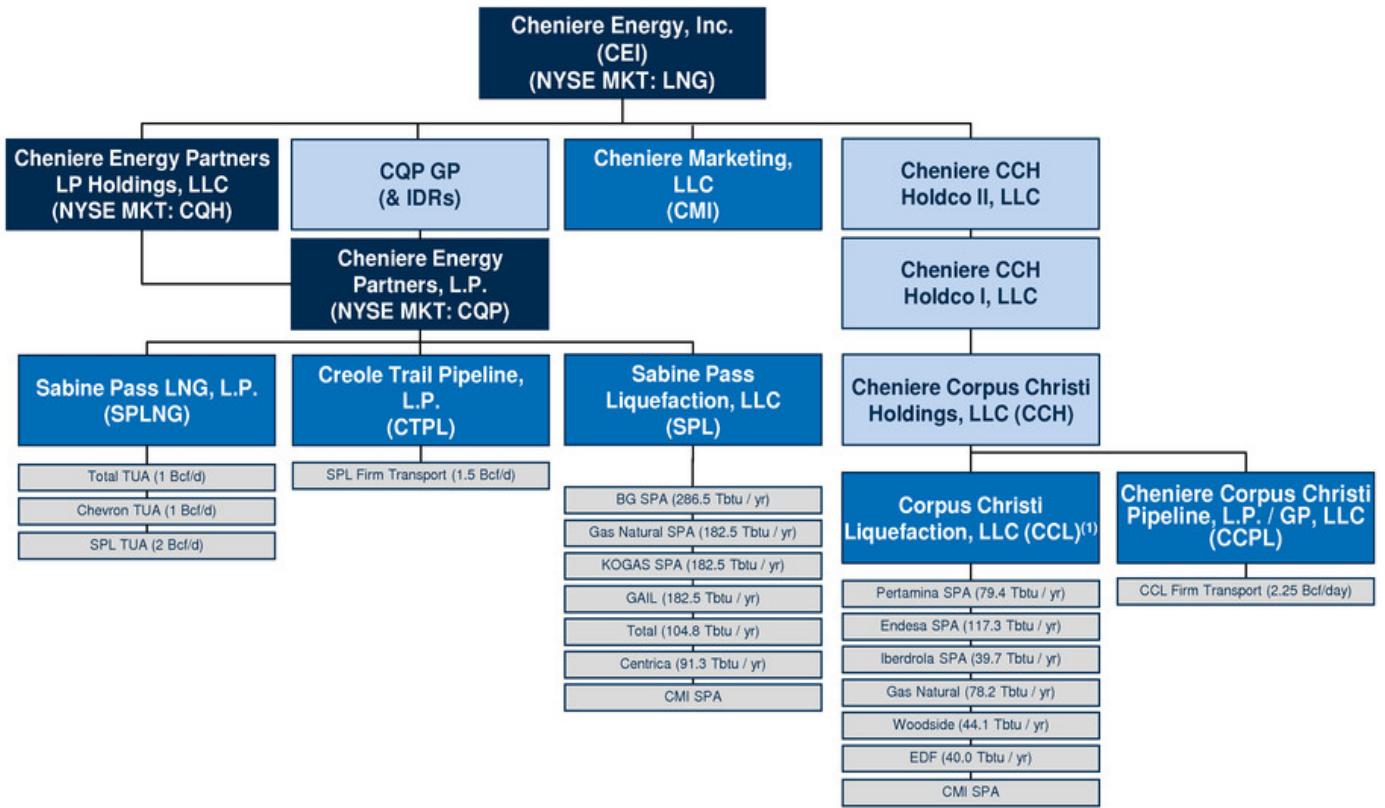 Cheniere Energy, Inc.
(CEI)
(NYSE MKT: LNG)
Cheniere Energy Partners
LP Holdings, LLC
(NYSE MKT: CQH)
CQP GP
(& IDRs)
Cheniere Marketing,
LLC
(CMI)
Cheniere CCH
Holdco II, LLC
Cheniere Energy
Partners, L.P.
(NYSE MKT: CQP)
Cheniere CCH
Holdco I, LLC
Sabine Pass LNG, L.P.
(SPLNG)
Creole Trail Pipeline,
L.P.
(CTPL)
Sabine Pass
Liquefaction, LLC
(SPL)
Cheniere Corpus Christi
Holdings, LLC (CCH)
Total TUA (1 Bcf/d)
Chevron TUA (1 Bcf/d)
SPL TUA (2 Bcf/d)
SPL Firm Transport (1.5 Bcf/d)
BG SPA (286.5 Tbtu / yr)
Gas Natural SPA (182.5 Tbtu / yr)
KOGAS SPA (182.5 Tbtu / yr)
GAIL (182.5 Tbtu / yr)
Total (104.8 Tbtu / yr)
Centrica (91.3 Tbtu / yr)
CMI SPA
Corpus Christi
Liquefaction, LLC (CCL)(1)
Cheniere Corpus Christi
Pipeline, L.P. / GP, LLC
(CCPL)
Pertamina SPA (79.4 Tbtu / yr)
Endesa SPA (117.3 Tbtu / yr)
Iberdrola SPA (39.7 Tbtu / yr)
Gas Natural (78.2 Tbtu / yr)
Woodside (44.1 Tbtu / yr)
EDF (40.0 Tbtu / yr)
CMI SPA
CCL Firm Transport (2.25 Bcf/day)